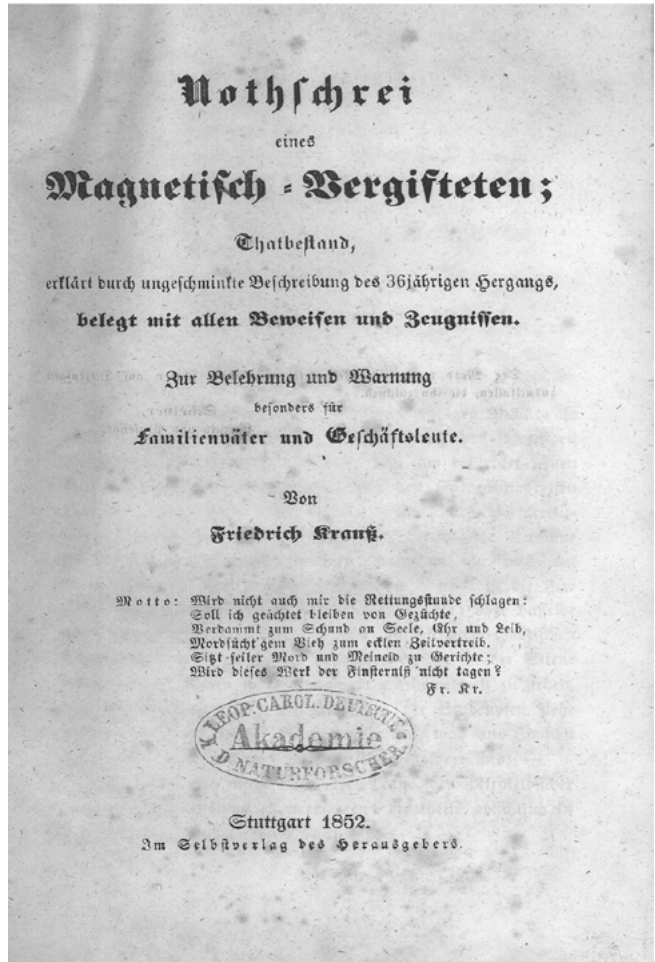 Nothschrei
eines
Magnetisch-Vergifteten;
Thatbestand,
erklärt durch ungeschminkte Beschreibung des 36jährigen Hergangs,
belegt mit allen Beweisen und Zeugnissen.
Zur Belehrung und Warnung
besonders für
Familienväter und Geschäftsleute.
Von
Friedrich Krauß.
Motto: Wird nicht auch mir die Rettungsstunde schlagen:
Soll ich geächtet bleiben von Gezüchte,
Verdammt zum Schund an Seele, Ehr und Leib,
Mordsücht'gem Vieh zum ecklen Zeitvertreib.
Sitzt feiler Mord und Meineid zu Gerichte;
Wird dieses Werk der Finsterniß nicht tagen?
Fr. Kr.
K. LEOP. CAROL. DEUTSCHE
Akademie
D. NATURFORSCHER.
Stuttgart 1852.
Im Selbstverlag des Herausgebers.